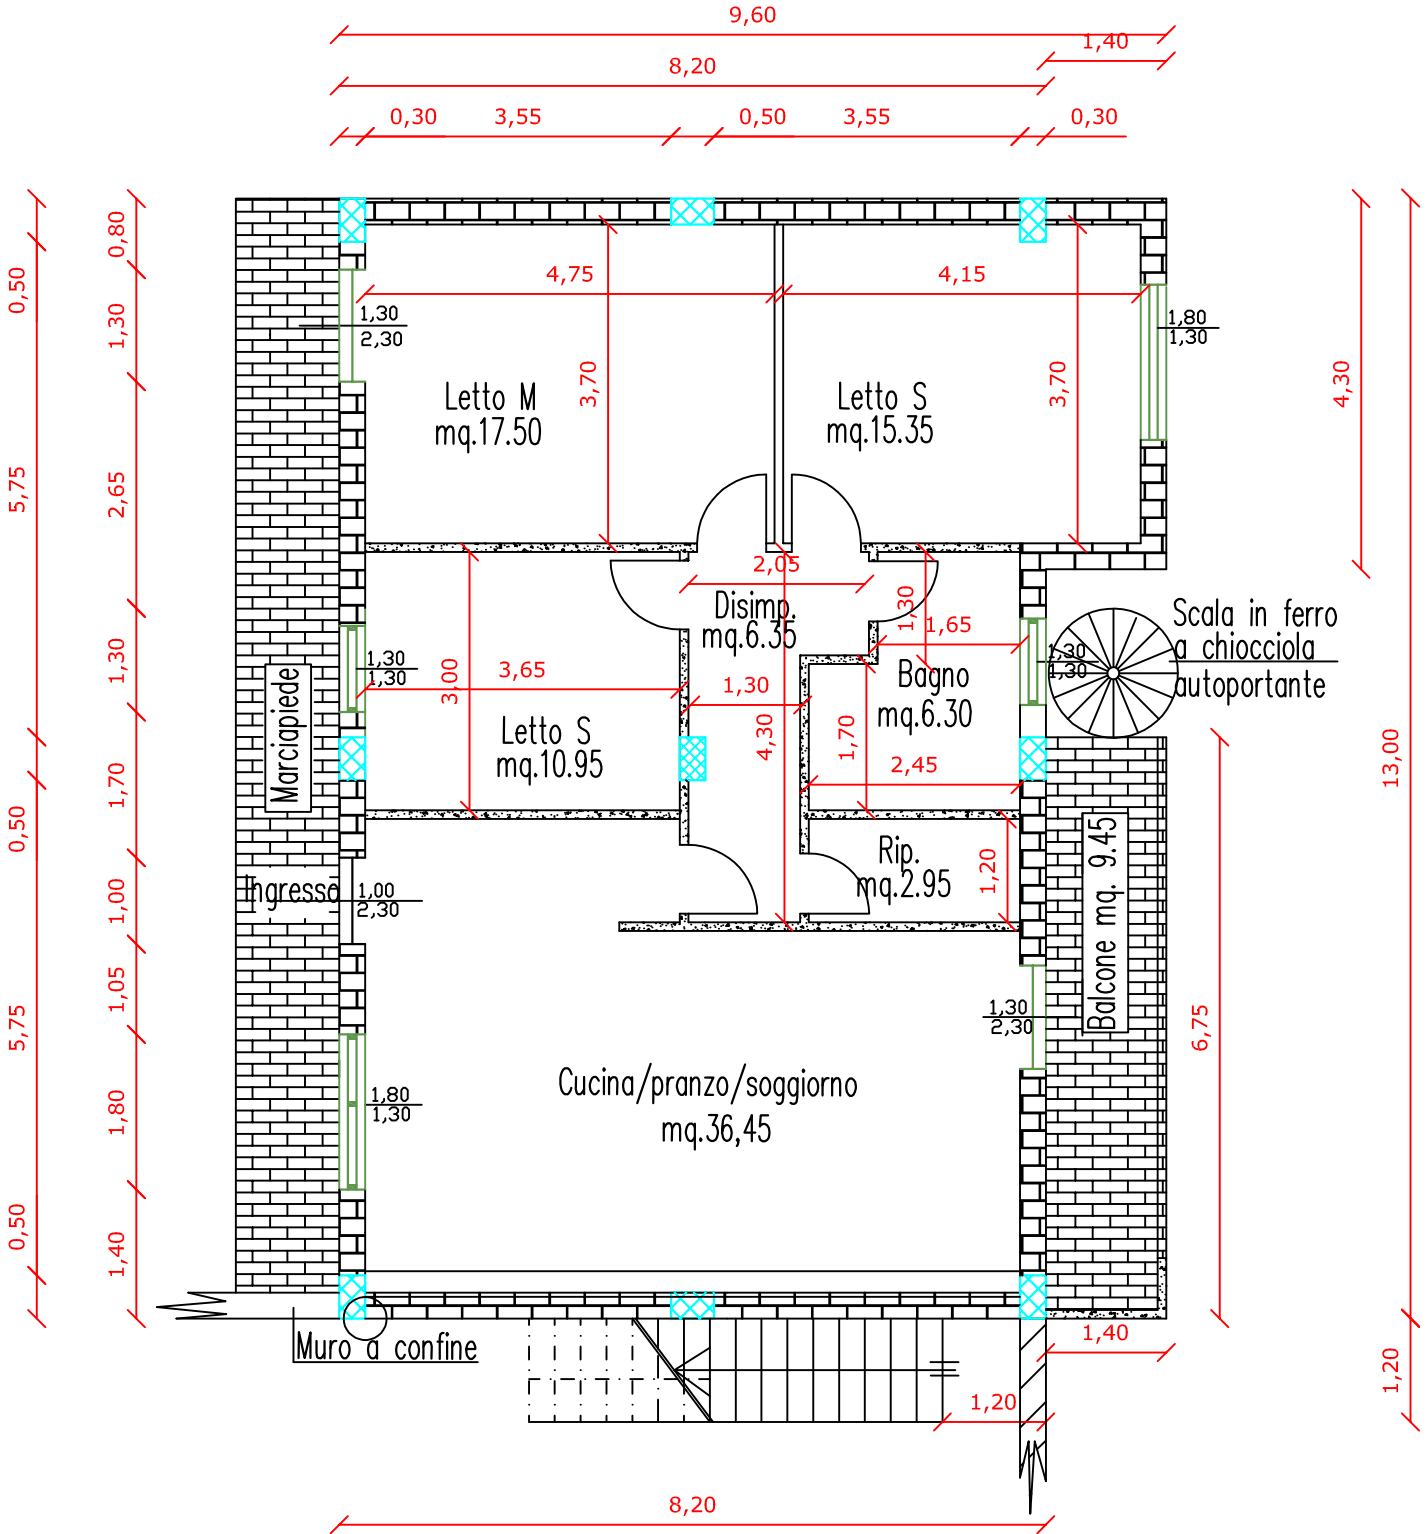 9,60
1,40
8,20
0,30
3,55
0,50
3,55
0,30
0,80
0,50
1,30
5,75
2,65
1,30
1,70
0,50
1,00
1,05
5,75
1,80
0,50
1,40
4,75
4,15
1,30
2,30
1,80
1,30
3,70
3,70
4,30
Letto M
mq.17.50
Letto S
mq.15.35
2,05
Disimp.
mq.6.35
1,30
1,65
Scala in ferro
a chiocciola
autoportante
1,30
1,30
1,30
1,30
3,65
3,00
1,30
Bagno
mq.6.30
Letto S
mq.10.95
4,30
1,70
2,45
13,00
Marciapiede
Rip.
mq.2.95
1,20
Balcone mq. 9.45
Ingresso
1,00
2,30
1,30
2,30
6,75
Cucina/pranzo/soggiorno
mq.36,45
1,80
1,30
Muro a confine
1,40
1,20
1,20
8,20